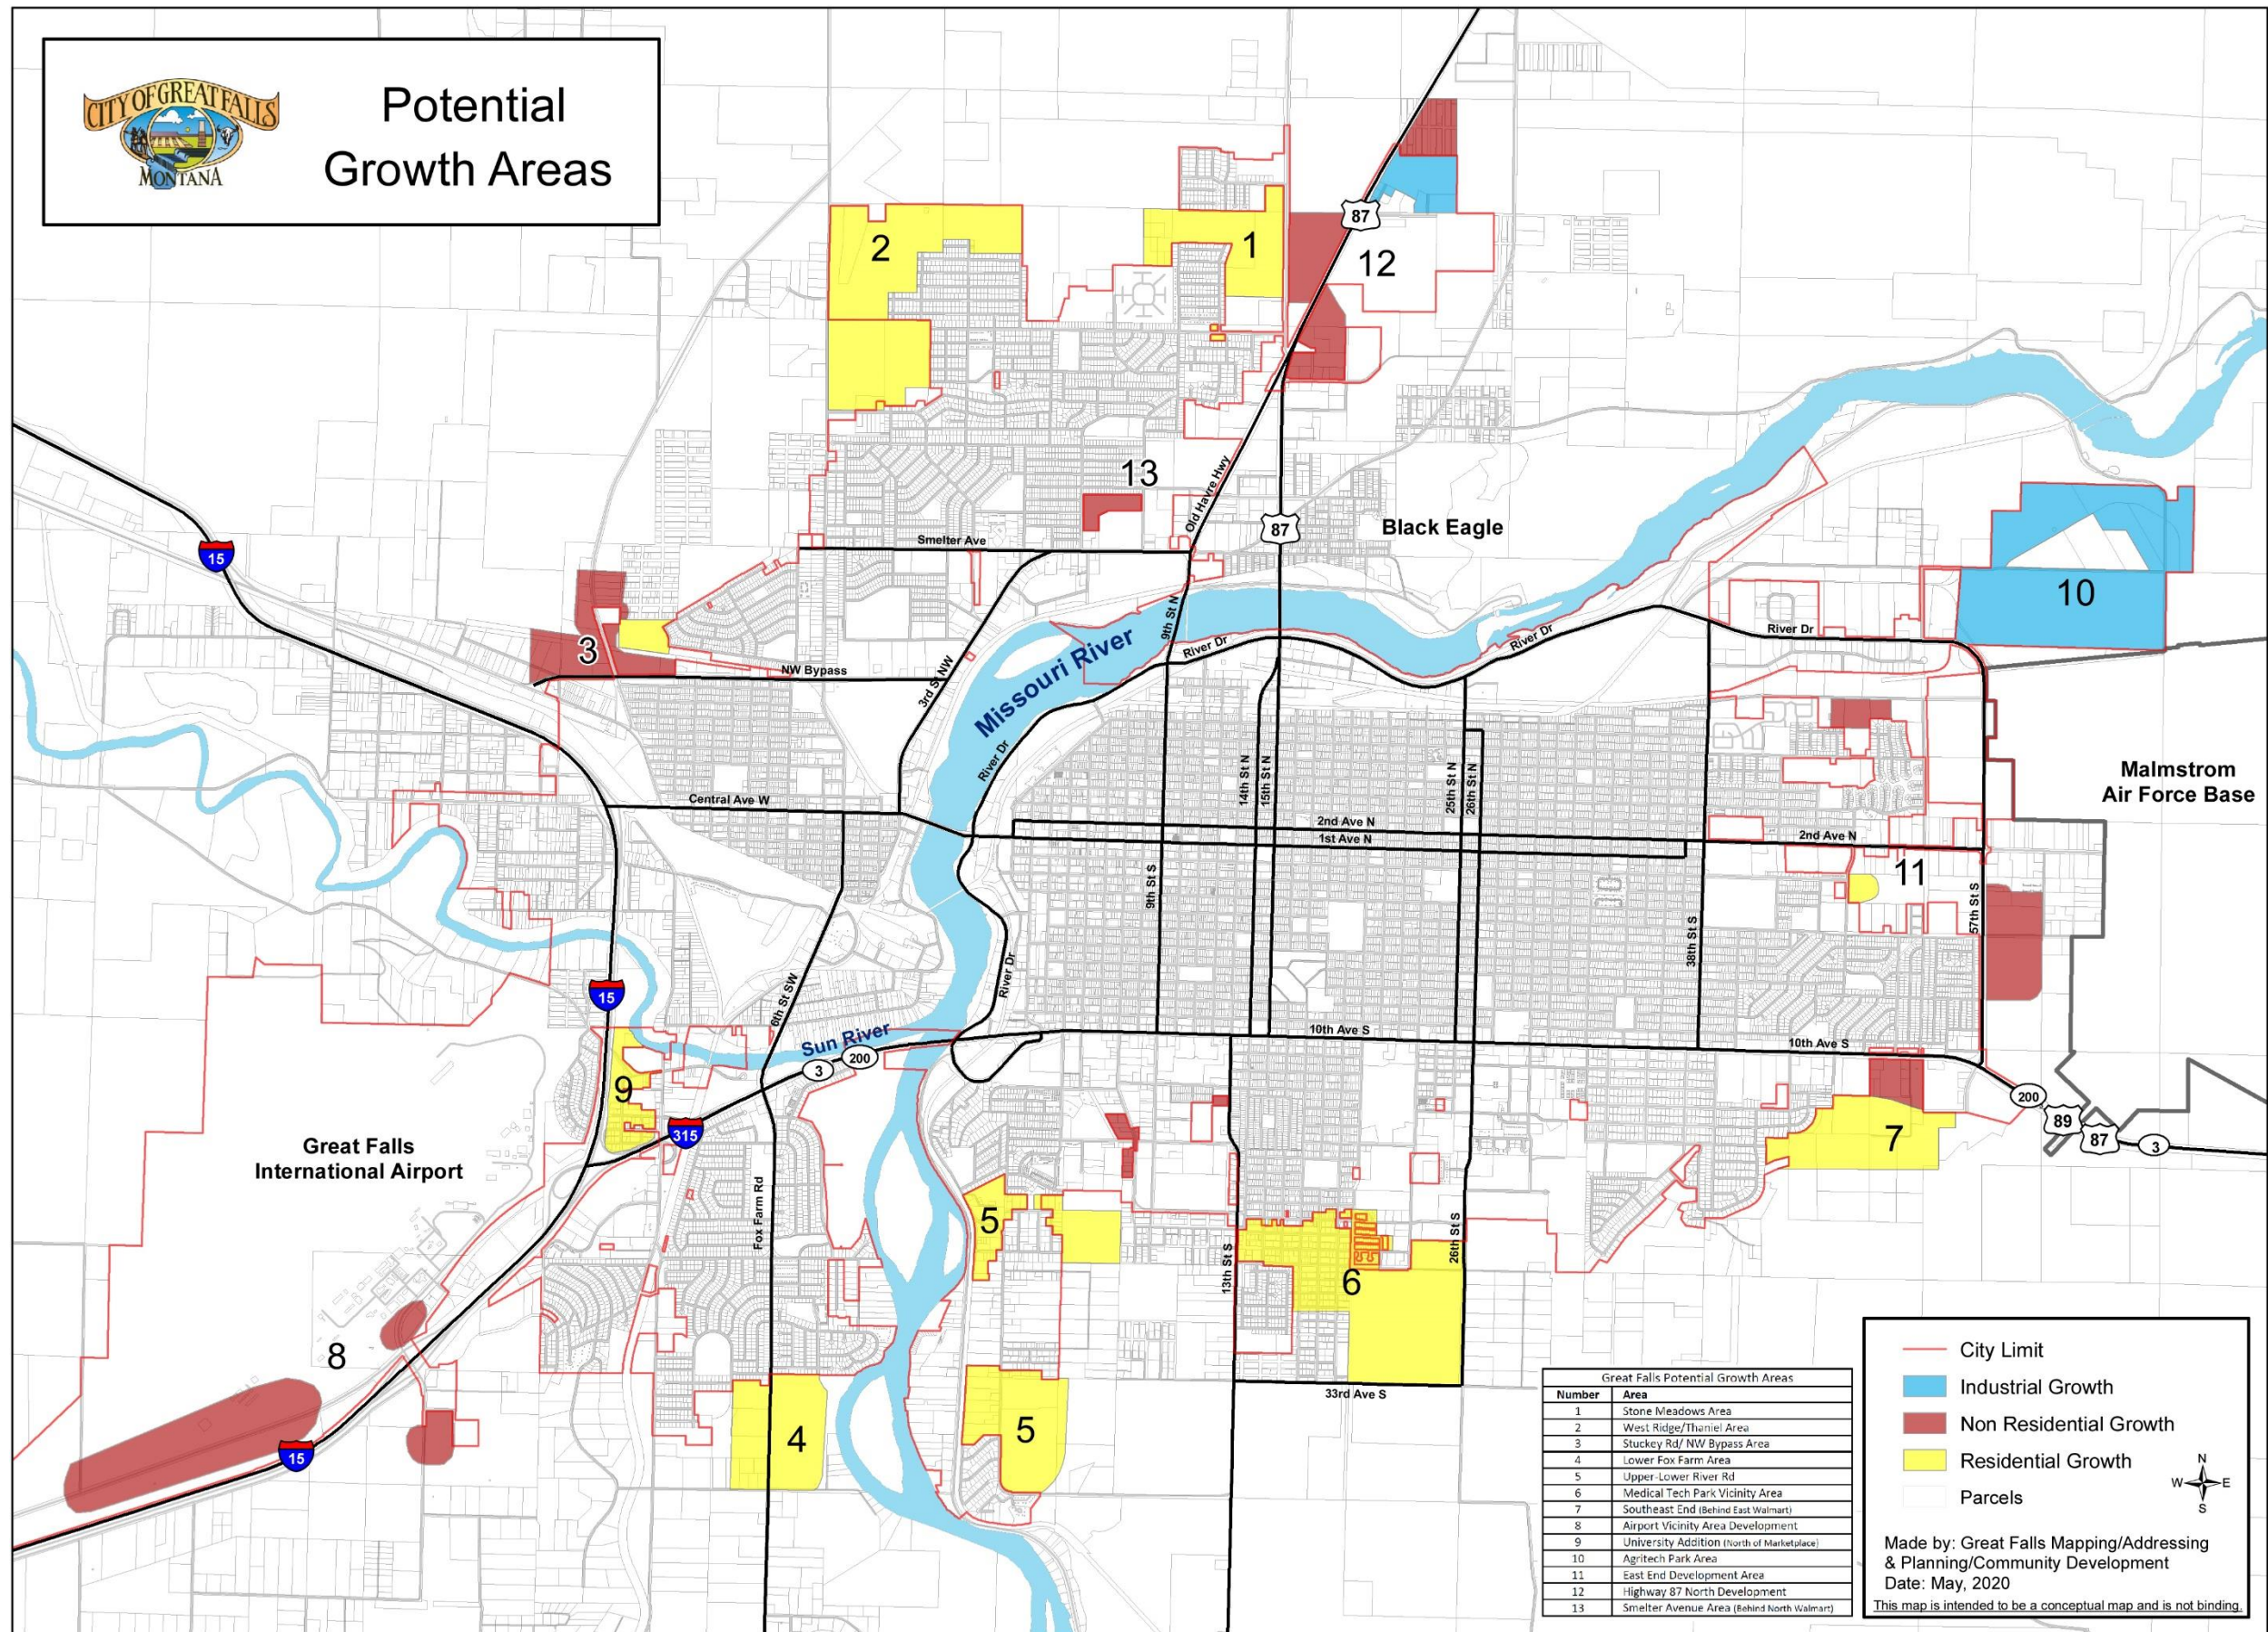 CITY OF GREAT FALLS
MONTANA
Potential
Growth Areas
2
1
87
12
13
Old Havre Hwy
87
Black Eagle
Smelter Ave
15
3
NW Bypass
3rd St NW
Missouri River
9th St N
River Dr
River Dr
River Dr
River Dr
10
Malmstrom
Air Force Base
14th St N
15th St N
25th St N
26th St N
Central Ave W
2nd Ave N
1st Ave N
2nd Ave N
11
9th St S
38th St S
57th St S
15
6th St SW
River Dr
Sun River
3
200
10th Ave S
10th Ave S
9
315
200
89
87
3
7
Great Falls
International Airport
Fox Farm Rd
5
13th St S
26th St S
6
8
15
4
5
33rd Ave S
Great Falls Potential Growth Areas
Number Area
1 Stone Meadows Area
2 West Ridge/Thaniel Area
3 Stuckey Rd/ NW Bypass Area
4 Lower Fox Farm Area
5 Upper-Lower River Rd
6 Medical Tech Park Vicinity Area
7 Southeast End (Behind East Walmart)
8 Airport Vicinity Area Development
9 University Addition (North of Marketplace)
10 Agritech Park Area
11 East End Development Area
12 Highway 87 North Development
13 Smelter Avenue Area (Behind North Walmart)
City Limit
Industrial Growth
Non Residential Growth
Residential Growth
Parcels
N
W E
S
Made by: Great Falls Mapping/Addressing
& Planning/Community Development
Date: May, 2020
This map is intended to be a conceptual map and is not binding.